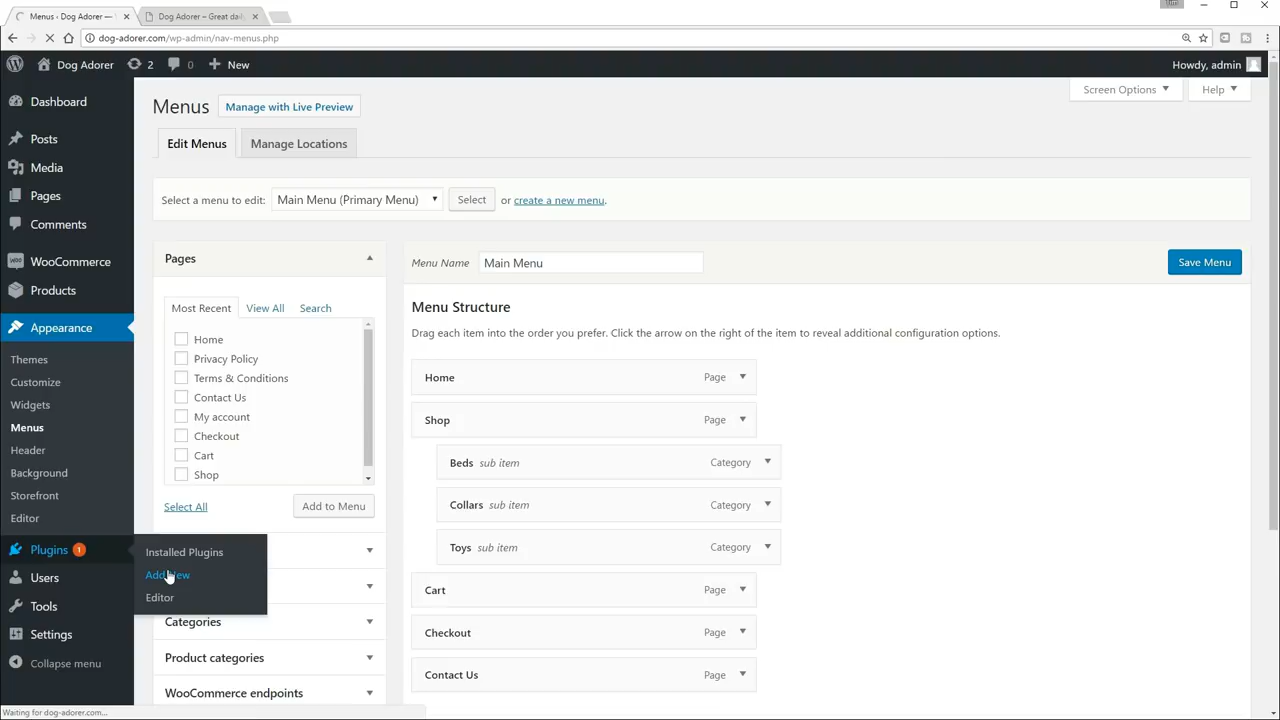 Menus ‹ Dog Adorer —
Dog Adorer – Great dail
dog-adorer.com/wp-admin/nav-menus.php
Dog Adorer
2
0
New
Howdy, admin
Dashboard
Posts
Media
Pages
Comments
WooCommerce
Products
Appearance
Themes
Customize
Widgets
Menus
Header
Background
Storefront
Editor
Plugins 1
Users
Tools
Settings
Collapse menu
Installed Plugins
Add New
Editor
Screen Options
Help
Menus
Manage with Live Preview
Edit Menus
Manage Locations
Select a menu to edit: Main Menu (Primary Menu) Select or create a new menu.
Pages
Most Recent View All Search
Home
Privacy Policy
Terms & Conditions
Contact Us
My account
Checkout
Cart
Shop
Select All
Add to Menu
Categories
Product categories
WooCommerce endpoints
Menu Name Main Menu
Save Menu
Menu Structure
Drag each item into the order you prefer. Click the arrow on the right of the item to reveal additional configuration options.
Home Page
Shop Page
Beds sub item Category
Collars sub item Category
Toys sub item Category
Cart Page
Checkout Page
Contact Us Page
Waiting for dog-adorer.com...